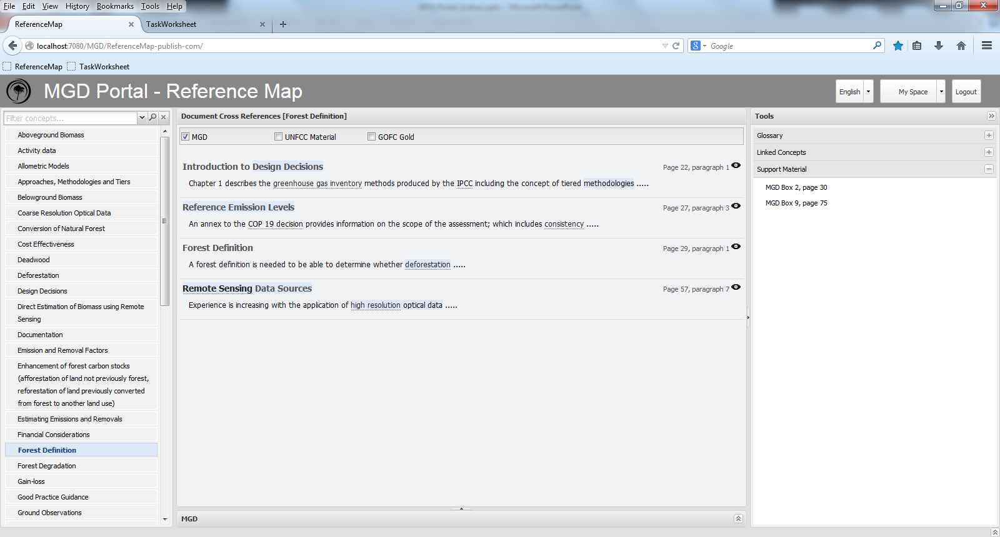 File Edit View History Bookmarks Tools Help
ReferenceMap TaskWorksheet
localhost:7080/MGD/ReferenceMap-publish-com/ Google
ReferenceMap TaskWorksheet
MGD Portal - Reference Map English My Space Logout
Filter concepts...
Aboveground Biomass
Activity data
Allometric Models
Approaches, Methodologies and Tiers
Belowground Biomass
Coarse Resolution Optical Data
Conversion of Natural Forest
Cost Effectiveness
Deadwood
Deforestation
Design Decisions
Direct Estimation of Biomass using Remote
Sensing
Documentation
Emission and Removal Factors
Enhancement of forest carbon stocks
(afforestation of land not previously forest,
reforestation of land previously converted
from forest to another land use)
Estimating Emissions and Removals
Financial Considerations
Forest Definition
Forest Degradation
Gain-loss
Good Practice Guidance
Ground Observations
Document Cross References [Forest Definition]
MGD UNFCC Material GOFC Gold
Introduction to Design Decisions Page 22, paragraph 1
Chapter 1 describes the greenhouse gas inventory methods produced by the IPCC including the concept of tiered methodologies .....
Reference Emission Levels Page 27, paragraph 3
An annex to the COP 19 decision provides information on the scope of the assessment; which includes consistency .....
Forest Definition Page 29, paragraph 1
A forest definition is needed to be able to determine whether deforestation .....
Remote Sensing Data Sources Page 57, paragraph 7
Experience is increasing with the application of high resolution optical data .....
MGD
Tools
Glossary
Linked Concepts
Support Material
MGD Box 2, page 30
MGD Box 9, page 75